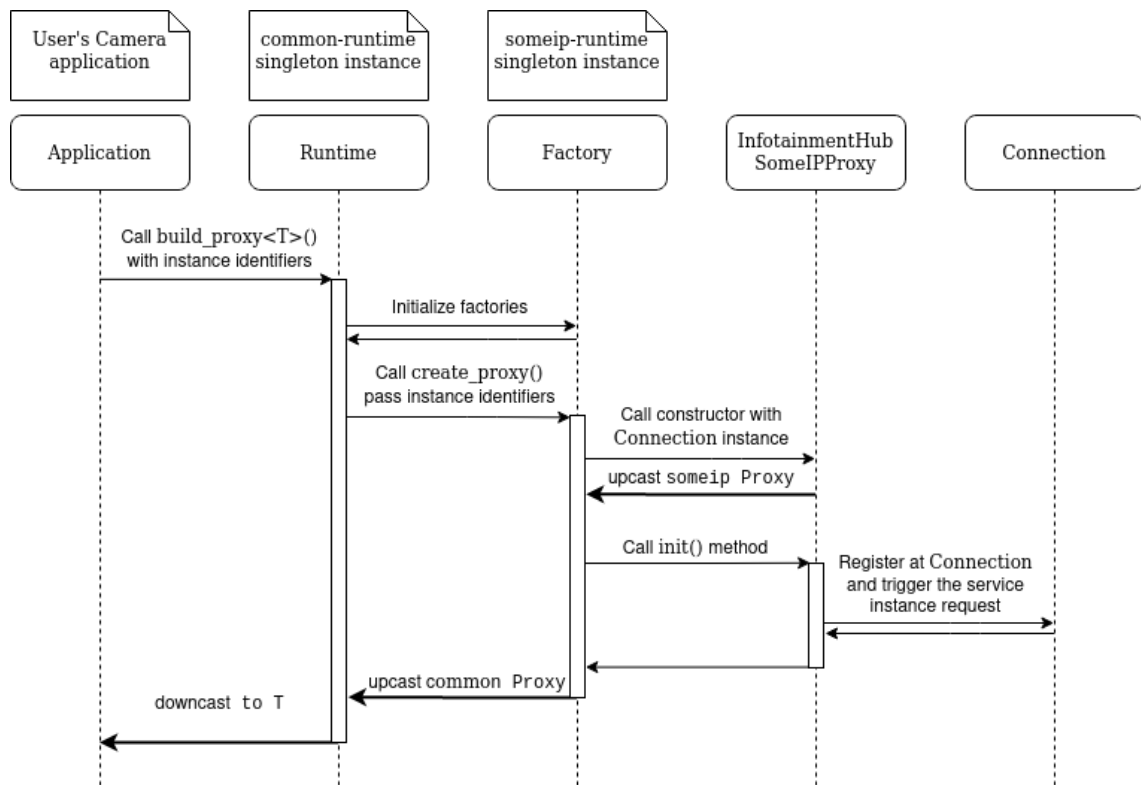 User's Camera
application
common-runtime
singleton instance
someip-runtime
singleton instance
Application
Runtime
Factory
InfotainmentHub
SomeIPProxy
Connection
Call build_proxy<T>()
with instance identifiers
Initialize factories
Call create_proxy()
pass instance identifiers
Call constructor with
Connection instance
upcast someip Proxy
Call init() method
Register at Connection
and trigger the service
instance request
upcast common Proxy
downcast to T